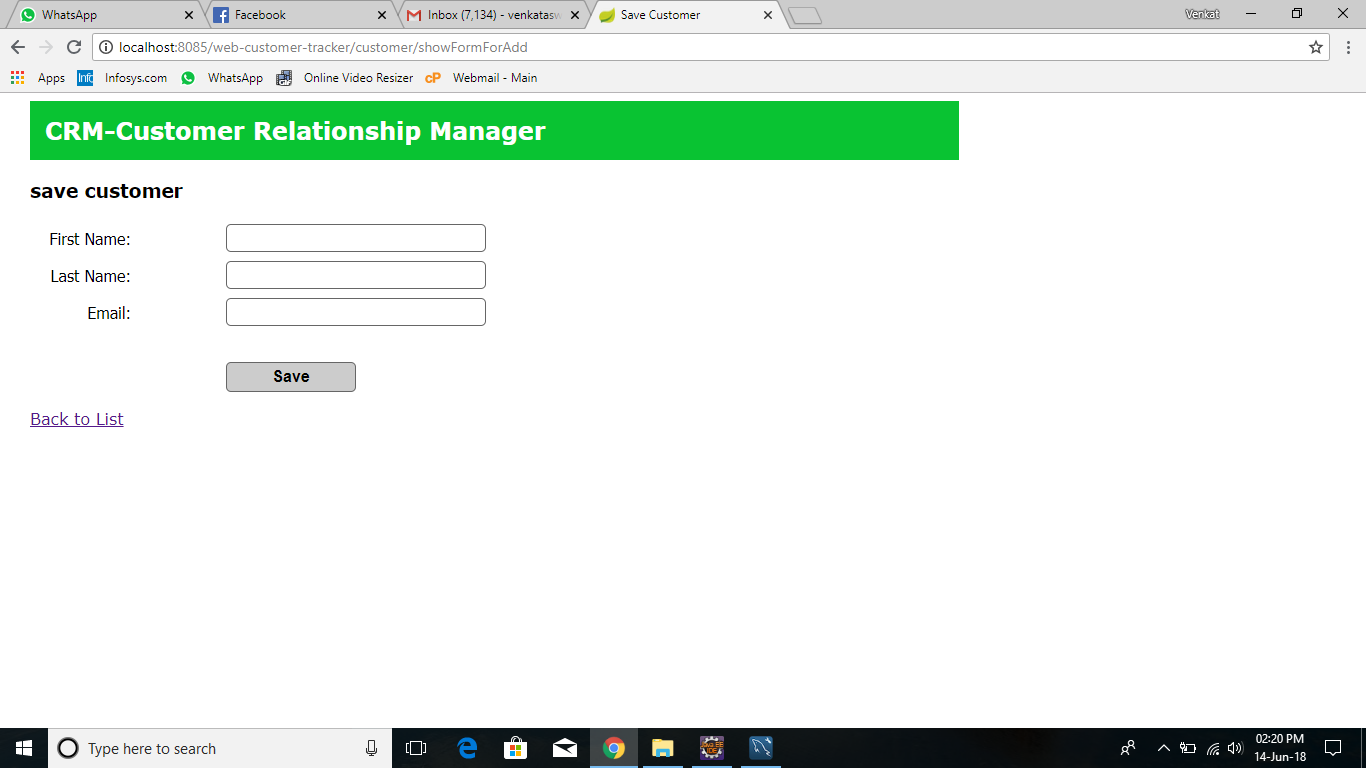 WhatsApp
Facebook
Inbox (7,134) - venkatasw
Save Customer
Venkat
localhost:8085/web-customer-tracker/customer/showFormForAdd
Apps
Infosys.com
WhatsApp
Online Video Resizer
cP Webmail - Main
CRM-Customer Relationship Manager
save customer
First Name:
Last Name:
Email:
Save
Back to List
Type here to search
02:20 PM
14-Jun-18